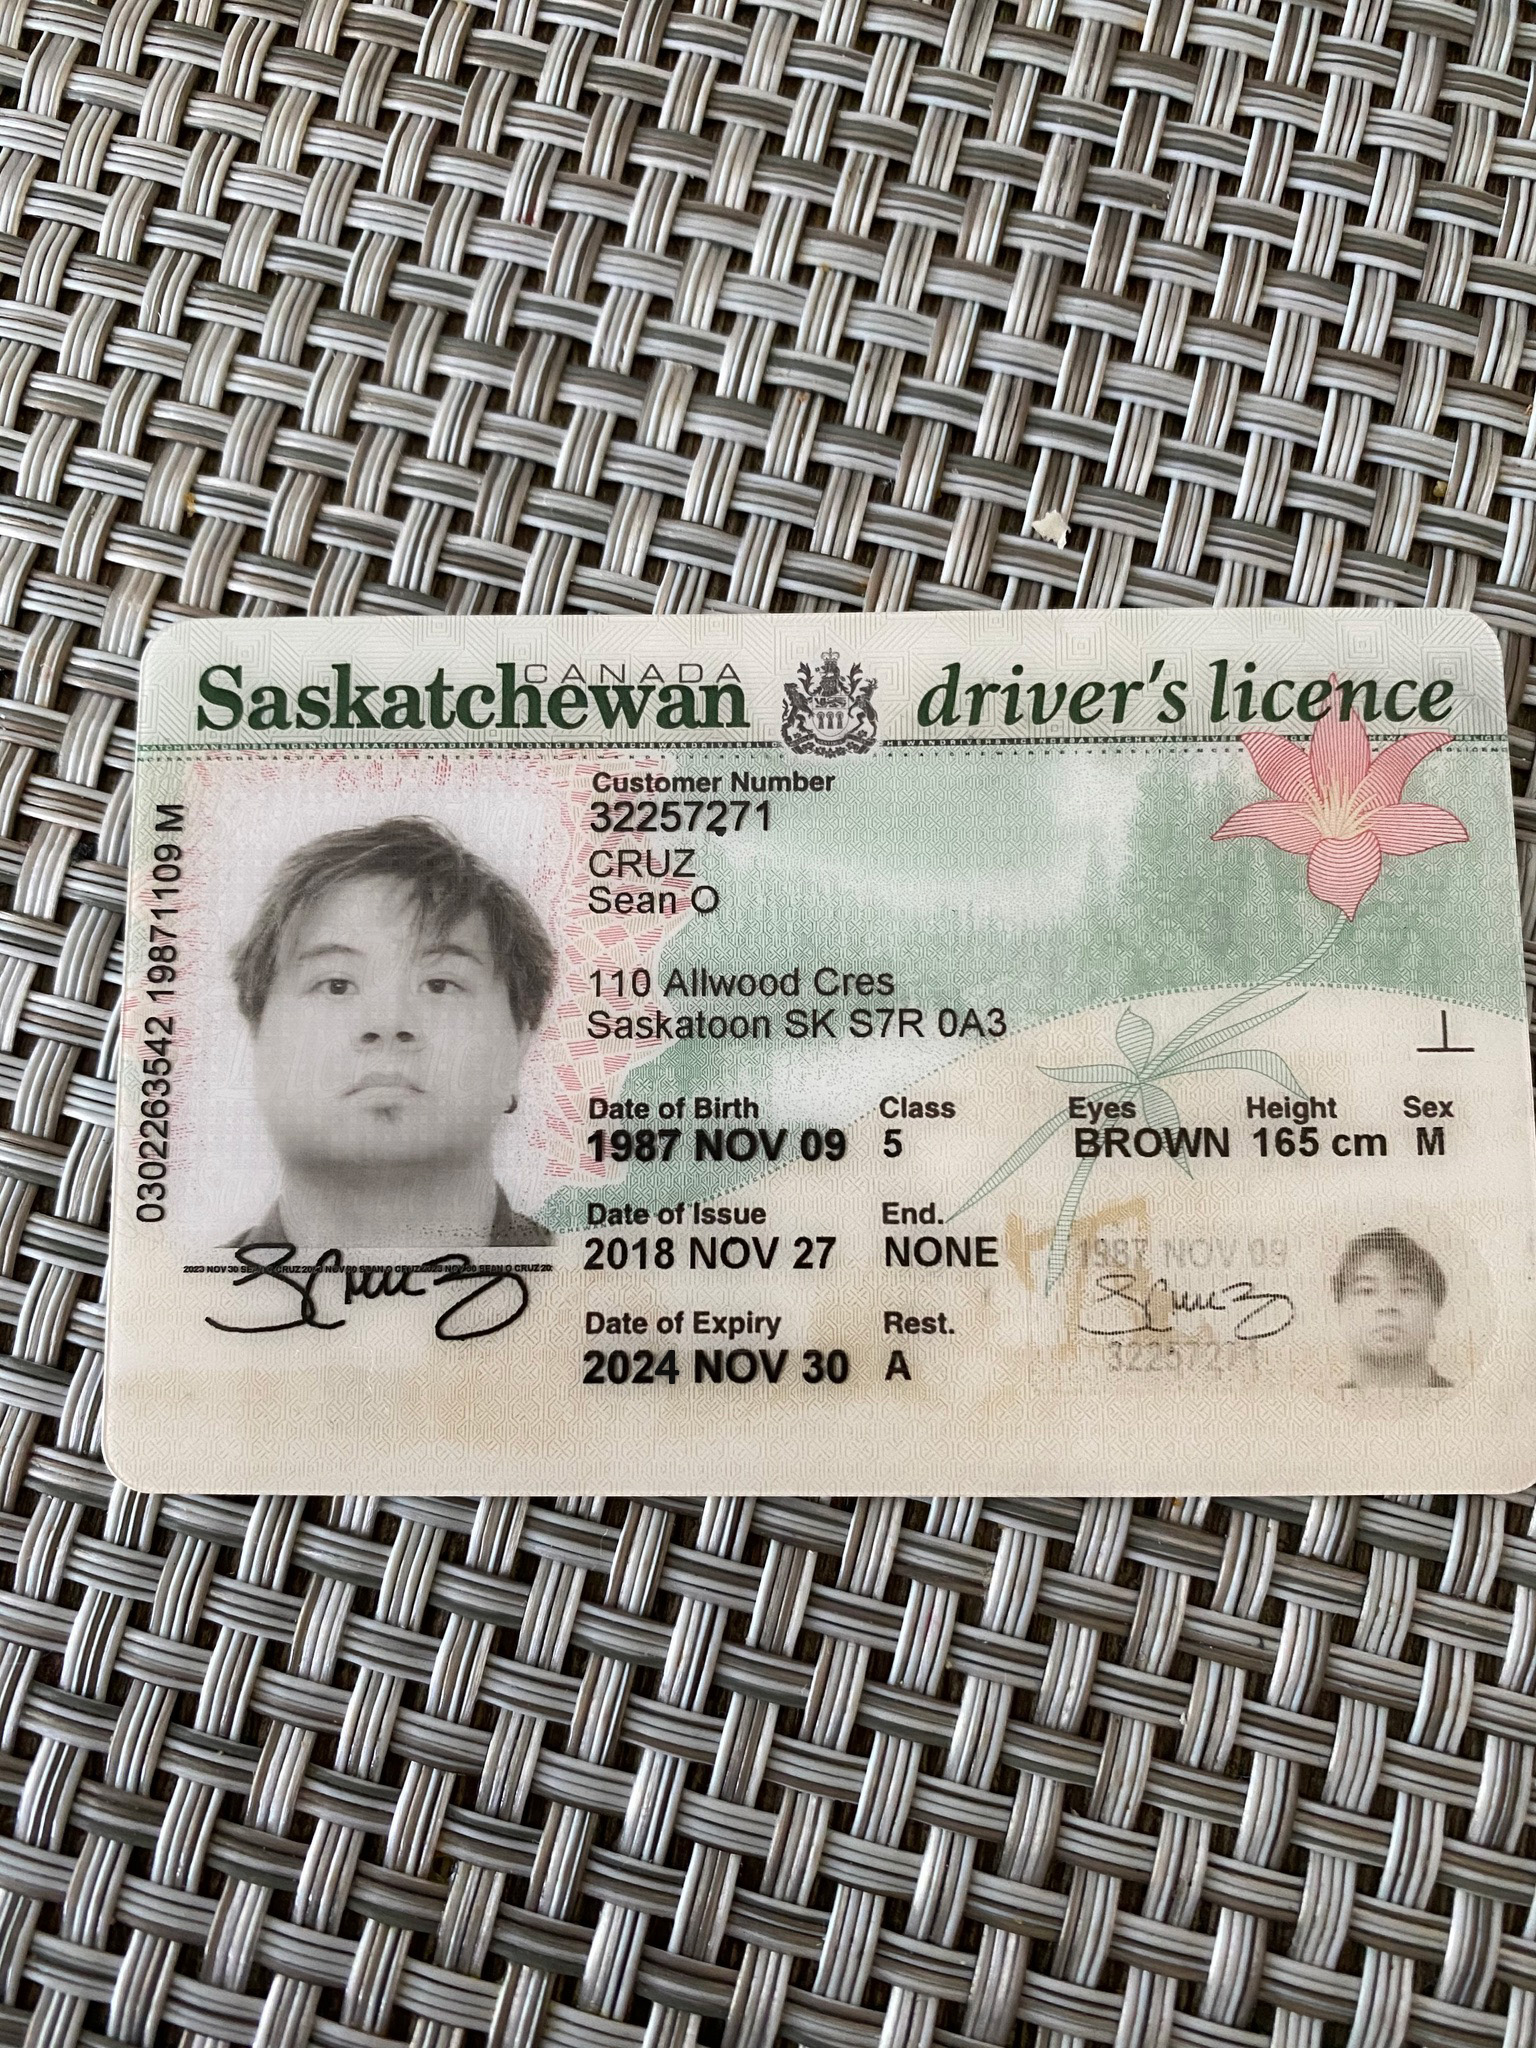 CANADA
Saskatchewan driver's licence
Customer Number
32257271
CRUZ
Sean O
110 Allwood Cres
Saskatoon SK S7R 0A3
Date of Birth Class Eyes Height Sex
1987 NOV 09 5 BROWN 165 cm M
Date of Issue End.
2018 NOV 27 NONE
Date of Expiry Rest.
2024 NOV 30 A
0302263542 19871109 M
S Cruz
1987 NOV 09
S Cruz
32257271